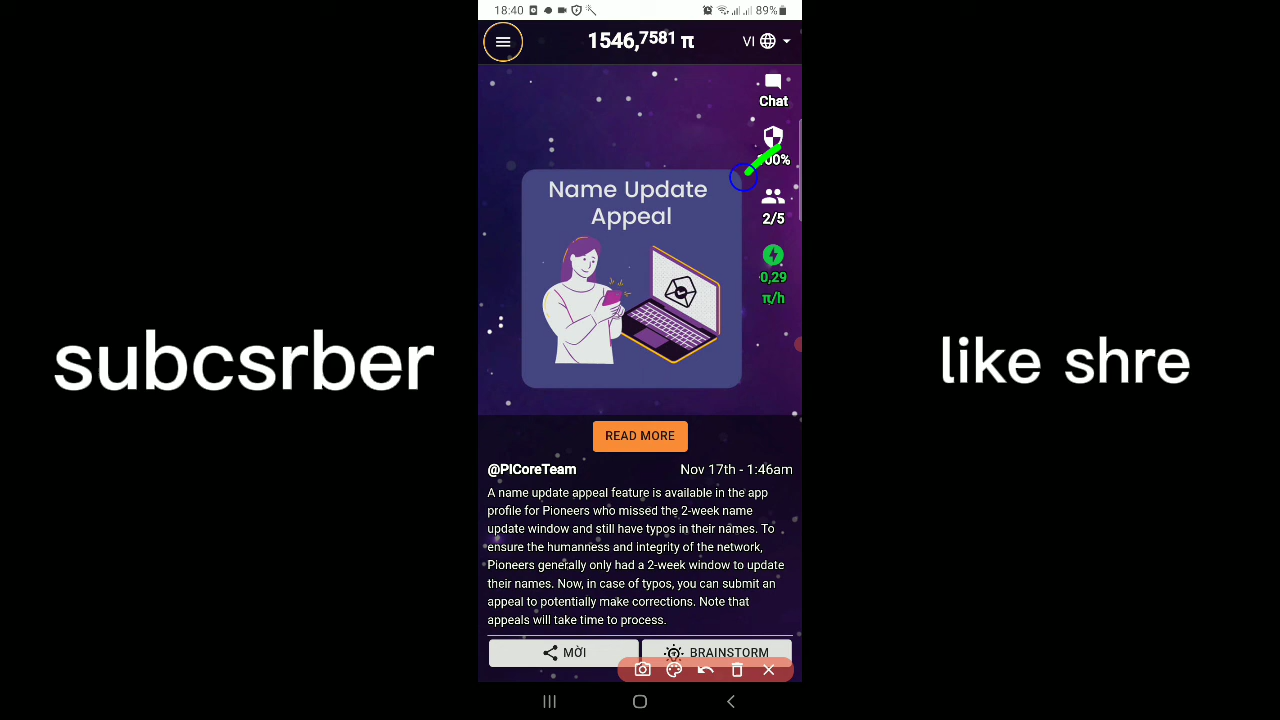 18:40
89%
1546,7581 π
VI
Chat
100%
Name Update
Appeal
2/5
0,29
π/h
subcsrber
like shre
READ MORE
@PiCoreTeam
Nov 17th - 1:46am
A name update appeal feature is available in the app
profile for Pioneers who missed the 2-week name
update window and still have typos in their names. To
ensure the humanness and integrity of the network,
Pioneers generally only had a 2-week window to update
their names. Now, in case of typos, you can submit an
appeal to potentially make corrections. Note that
appeals will take time to process.
MỜI
BRAINSTORM